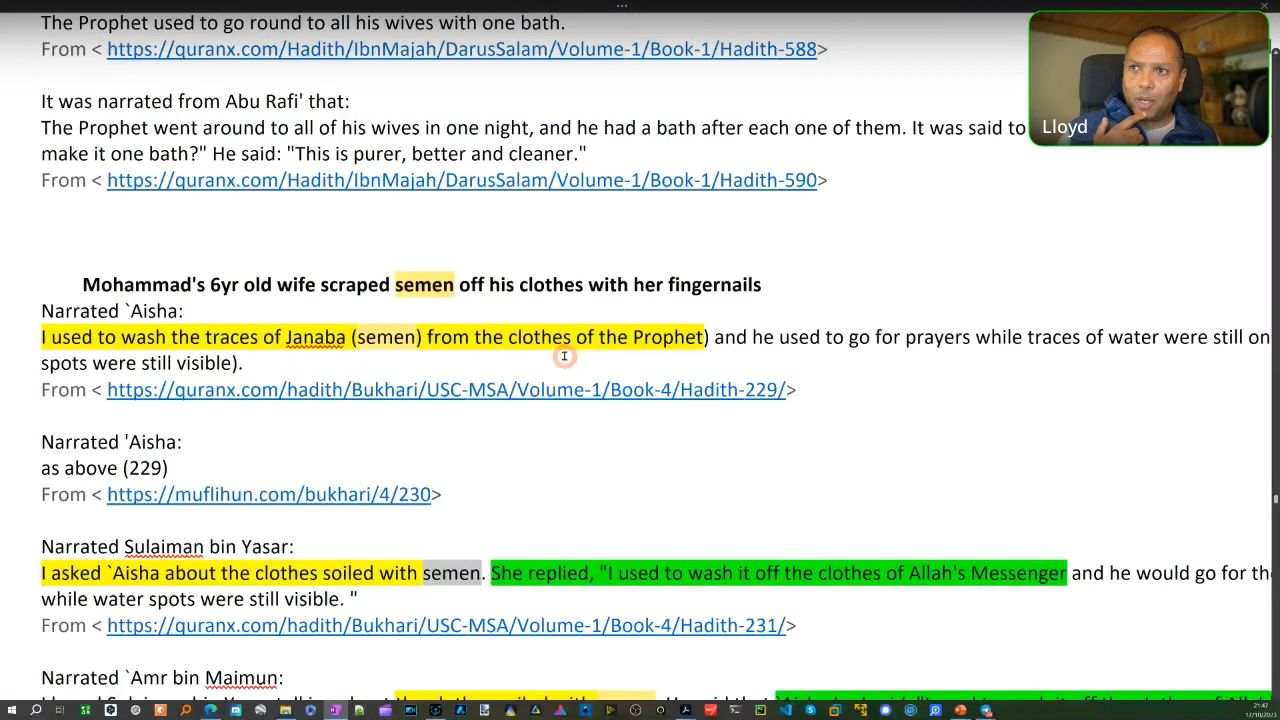 The Prophet used to go round to all his wives with one bath.
From < https://quranx.com/Hadith/IbnMajah/DarusSalam/Volume-1/Book-1/Hadith-588>
It was narrated from Abu Rafi' that:
The Prophet went around to all of his wives in one night, and he had a bath after each one of them. It was said to
make it one bath?" He said: "This is purer, better and cleaner."
From < https://quranx.com/Hadith/IbnMajah/DarusSalam/Volume-1/Book-1/Hadith-590>
Lloyd
Mohammad's 6yr old wife scraped semen off his clothes with her fingernails
Narrated `Aisha:
I used to wash the traces of Janaba (semen) from the clothes of the Prophet) and he used to go for prayers while traces of water were still on
spots were still visible).
From < https://quranx.com/hadith/Bukhari/USC-MSA/Volume-1/Book-4/Hadith-229/>
Narrated 'Aisha:
as above (229)
From < https://muflihun.com/bukhari/4/230>
Narrated Sulaiman bin Yasar:
I asked `Aisha about the clothes soiled with semen. She replied, "I used to wash it off the clothes of Allah's Messenger and he would go for
while water spots were still visible. "
From < https://quranx.com/hadith/Bukhari/USC-MSA/Volume-1/Book-4/Hadith-231/>
Narrated `Amr bin Maimun:
21:47